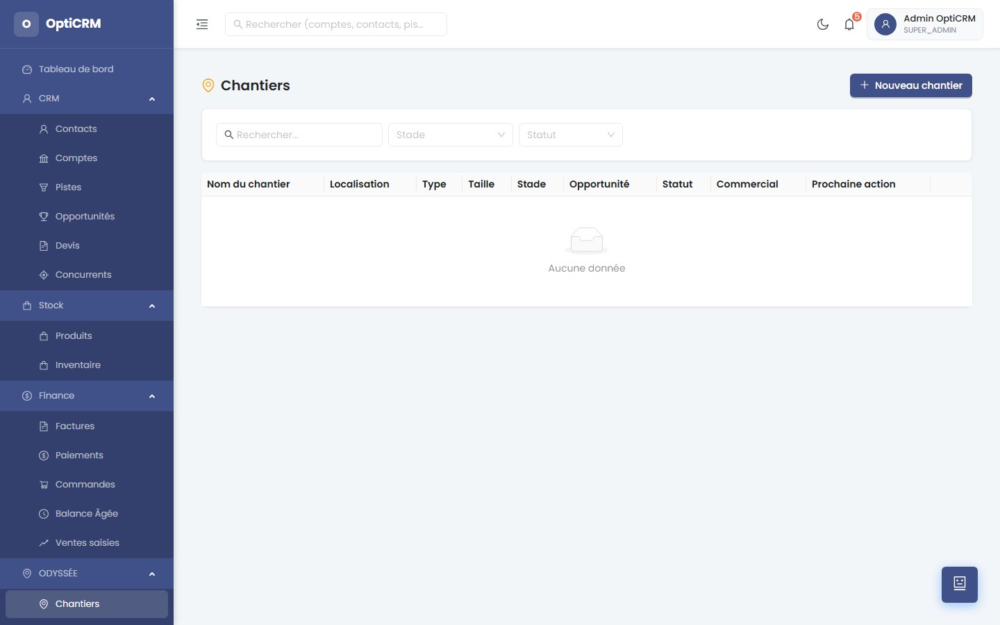 O OptiCRM
Rechercher (comptes, contacts, pis...
5
Admin OptiCRM
SUPER_ADMIN
Tableau de bord
CRM
Contacts
Comptes
Pistes
Opportunités
Devis
Concurrents
Stock
Produits
Inventaire
Finance
Factures
Paiements
Commandes
Balance Âgée
Ventes saisies
ODYSSÉE
Chantiers
Chantiers
Nouveau chantier
Rechercher... Stade Statut
Nom du chantier Localisation Type Taille Stade Opportunité Statut Commercial Prochaine action
Aucune donnée